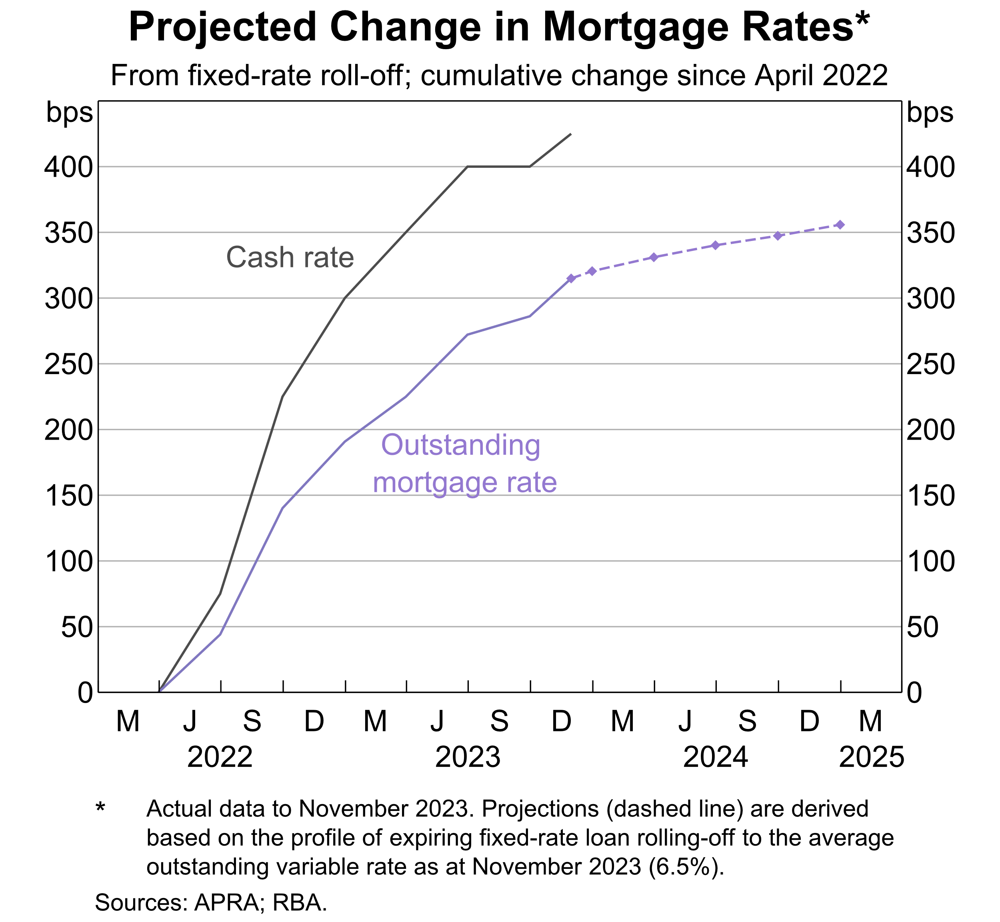 Projected Change in Mortgage Rates*
From fixed-rate roll-off; cumulative change since April 2022
bps bps
400 400
350 350
Cash rate
300 300
250 250
200 200
Outstanding
mortgage rate
150 150
100 100
50 50
0 0
M J S D M J S D M J S D M
2022 2023 2024 2025
* Actual data to November 2023. Projections (dashed line) are derived
based on the profile of expiring fixed-rate loan rolling-off to the average
outstanding variable rate as at November 2023 (6.5%).
Sources: APRA; RBA.